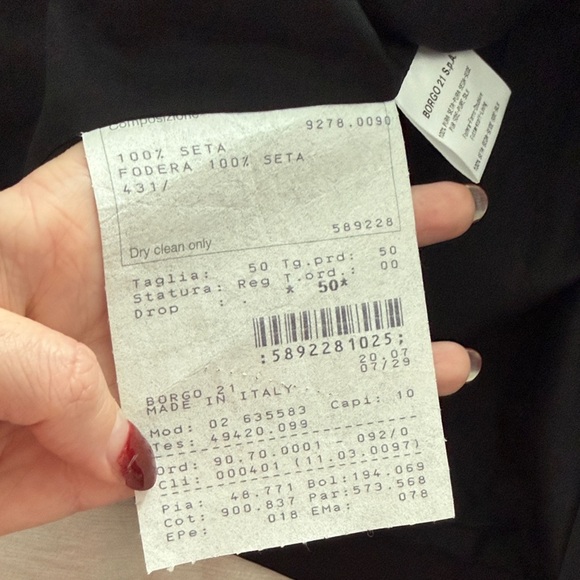 Composizione
9278.0090
100% SETA
FODERA 100% SETA
431/
589228
Dry clean only
Taglia: 50 Tg.prd: 50
Statura: Reg T.ord.: 00
Drop : . * 50*
:5892281025;
20.07
07/29
BORGO 21
MADE IN ITALY
Mod: 02 635583 Capi: 10
Tes: 49420.099
Ord: 90.70.0001 - 092/0
Cli: 000401 (11.03.0097)
Pia: 48.771 Bol:194.069
Cot: 900.837 Par:573.568
EPe: 018 EMa: 078
BORGO 21 S.p.A.